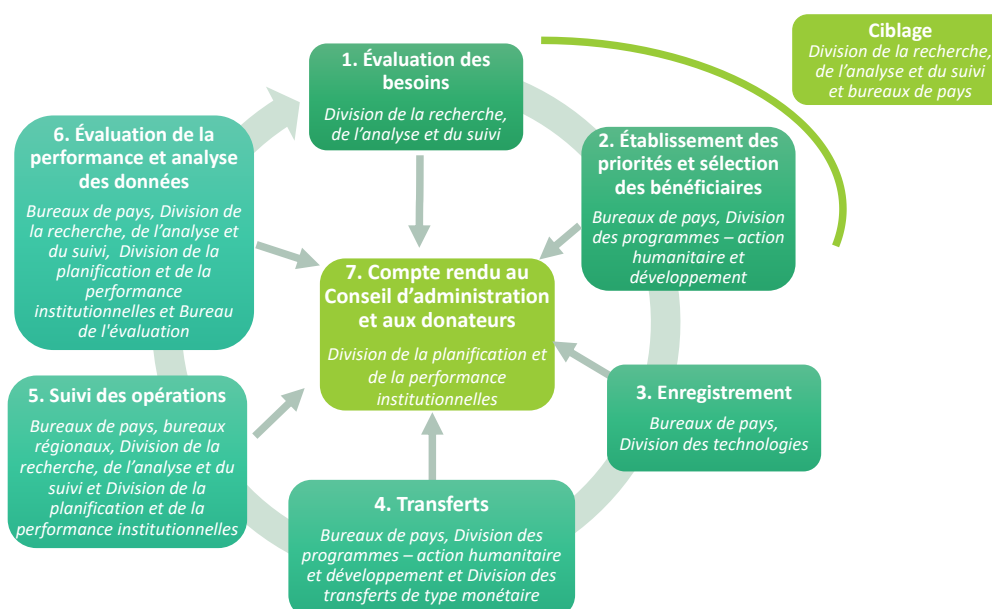 Ciblage
Division de la recherche,
de l'analyse et du suivi
et bureaux de pays
1. Évaluation des
besoins
Division de la recherche,
de l'analyse et du suivi
2. Établissement des
priorités et sélection
des bénéficiaires
Bureaux de pays, Division
des programmes – action
humanitaire et
développement
3. Enregistrement
Bureaux de pays,
Division des technologies
4. Transferts
Bureaux de pays, Division des
programmes – action humanitaire
et développement et Division des
transferts de type monétaire
5. Suivi des opérations
Bureaux de pays, bureaux
régionaux, Division de la
recherche, de l'analyse et du
suivi et Division de la
planification et de la
performance institutionnelles
6. Évaluation de la
performance et analyse
des données
Bureaux de pays, Division de
la recherche, de l'analyse et
du suivi, Division de la
planification et de la
performance
institutionnelles et Bureau
de l'évaluation
7. Compte rendu au
Conseil d'administration
et aux donateurs
Division de la planification et
de la performance
institutionnelles